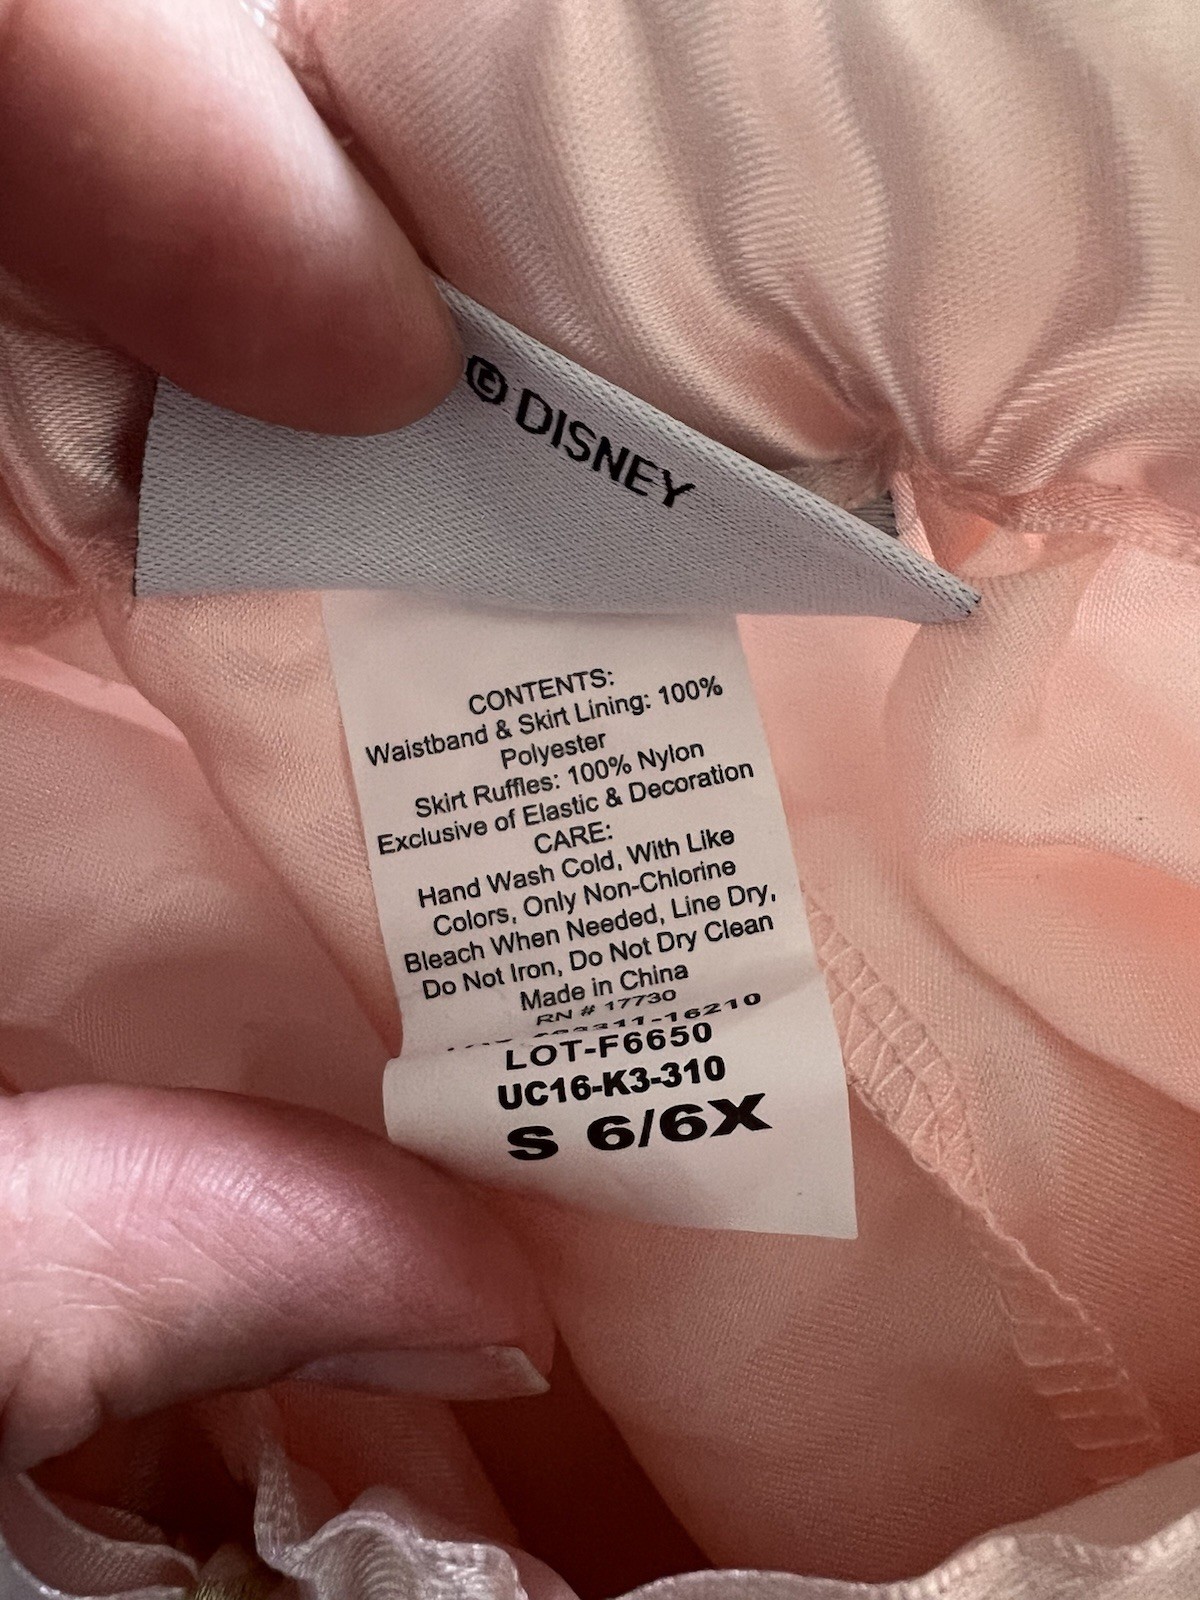 © DISNEY
CONTENTS:
Waistband & Skirt Lining: 100%
Polyester
Skirt Ruffles: 100% Nylon
Exclusive of Elastic & Decoration
CARE:
Hand Wash Cold, With Like
Colors, Only Non-Chlorine
Bleach When Needed, Line Dry,
Do Not Iron, Do Not Dry Clean
Made in China
RN # 17730
LOT-F6650
UC16-K3-310
S 6/6X